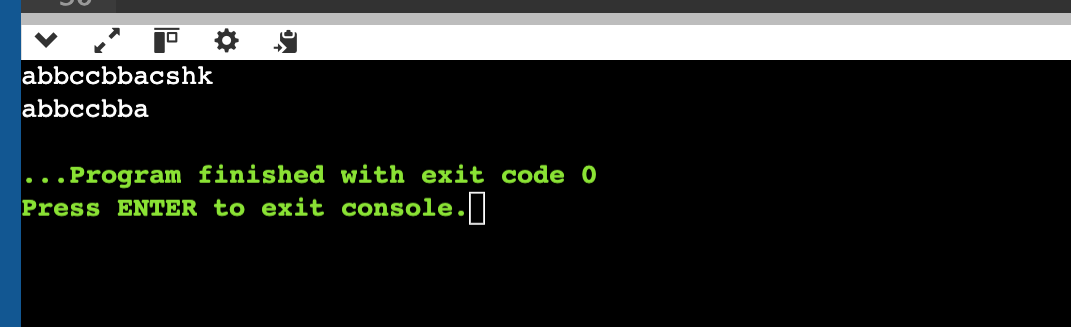 abbccbbacshk
abbccbba
...Program finished with exit code 0
Press ENTER to exit console.